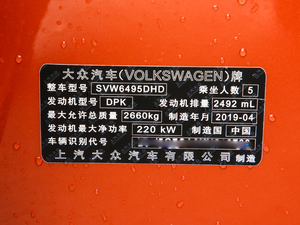 大众汽车(VOLKSWAGEN)牌
整车型号 SVW6495DHD 乘坐人数 5
发动机型号 DPK 发动机排量 2492 mL
最大允许总质量 2660kg 制造年月 2019-04
发动机最大净功率 220 kW 制造国 中国
车辆识别代号
上汽大众汽车有限公司 制造